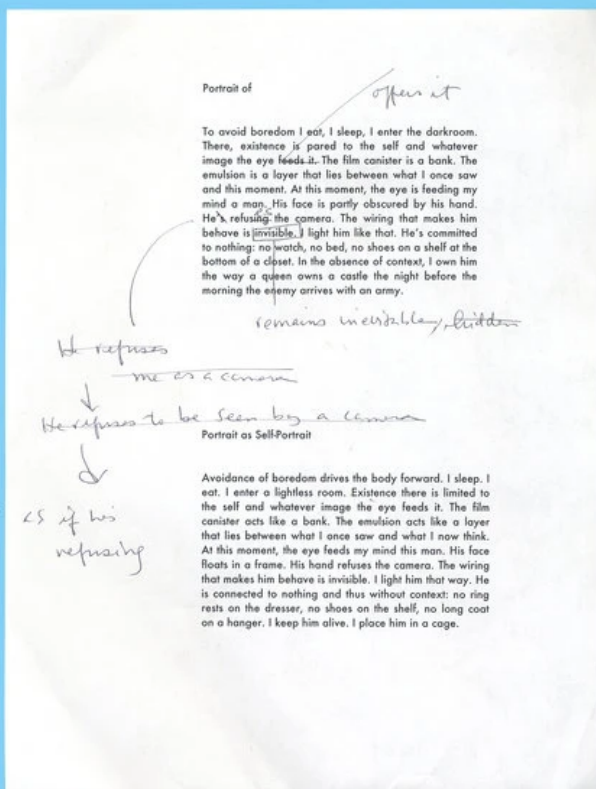 Portrait of
offers it
To avoid boredom I eat, I sleep, I enter the darkroom.
There, existence is pared to the self and whatever
image the eye feeds it. The film canister is a bank. The
emulsion is a layer that lies between what I once saw
and this moment. At this moment, the eye is feeding my
mind a man. His face is partly obscured by his hand.
He's refusing the camera. The wiring that makes him
behave is invisible. I light him like that. He's committed
to nothing: no watch, no bed, no shoes on a shelf at the
bottom of a closet. In the absence of context, I own him
the way a queen owns a castle the night before the
morning the enemy arrives with an army.
remains invisible, hidden
He refuses
me as a camera
He refuses to be seen by a camera
Portrait as Self-Portrait
Avoidance of boredom drives the body forward. I sleep. I
eat. I enter a lightless room. Existence there is limited to
the self and whatever image the eye feeds it. The film
canister acts like a bank. The emulsion acts like a layer
that lies between what I once saw and what I now think.
At this moment, the eye feeds my mind this man. His face
floats in a frame. His hand refuses the camera. The wiring
that makes him behave is invisible. I light him that way. He
is connected to nothing and thus without context: no ring
rests on the dresser, no shoes on the shelf, no long coat
on a hanger. I keep him alive. I place him in a cage.
as if his
refusing